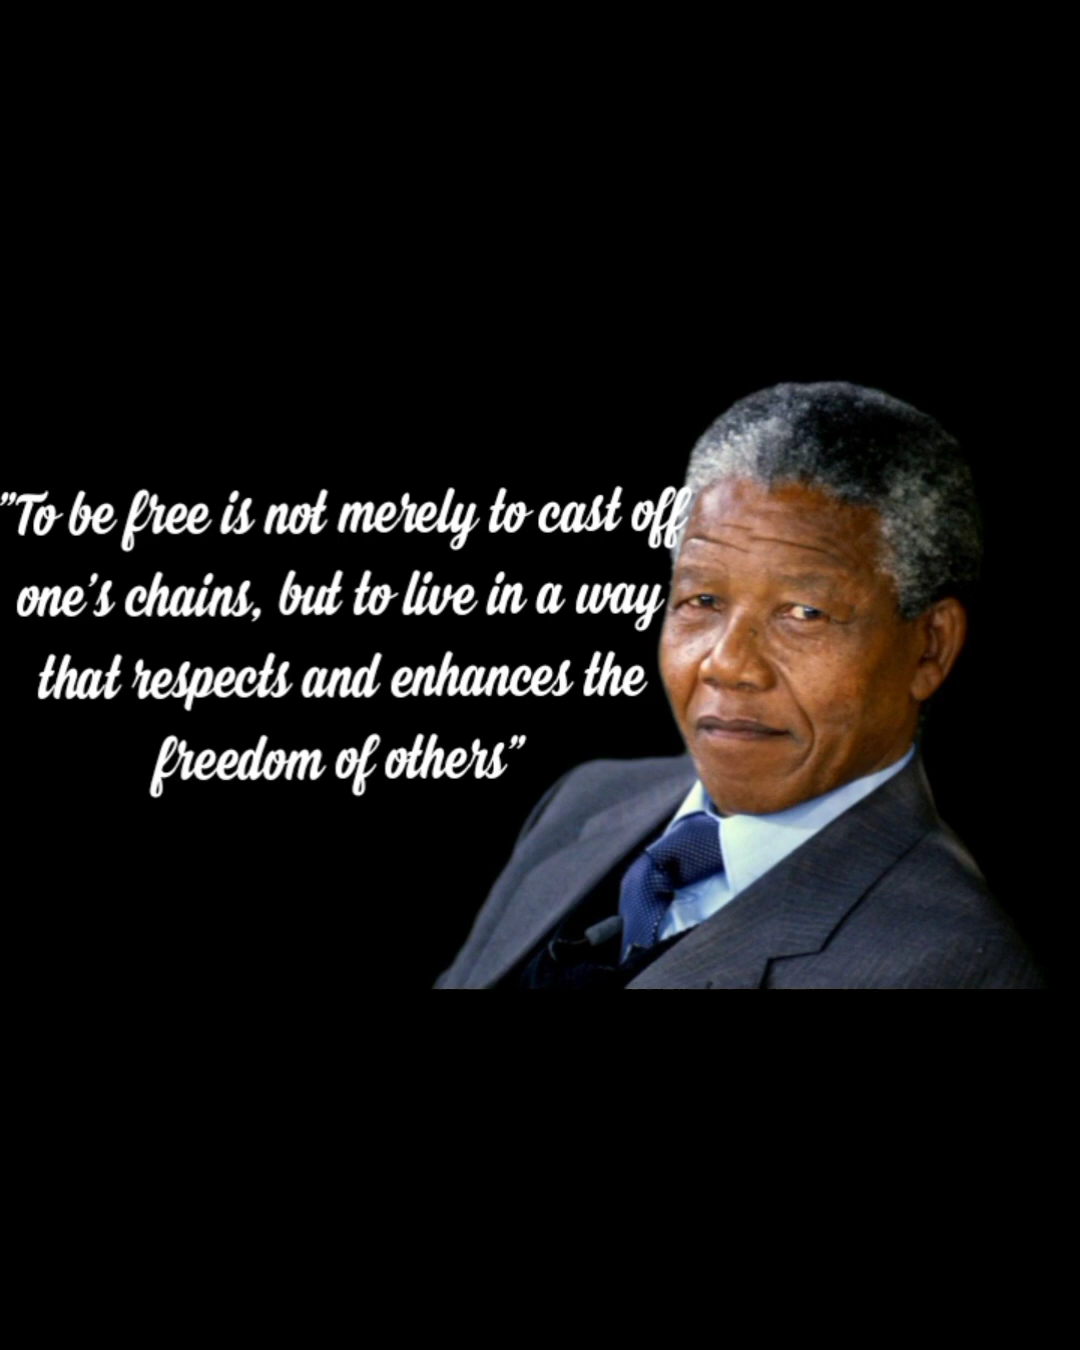 "To be free is not merely to cast off
one's chains, but to live in a way
that respects and enhances the
freedom of others"